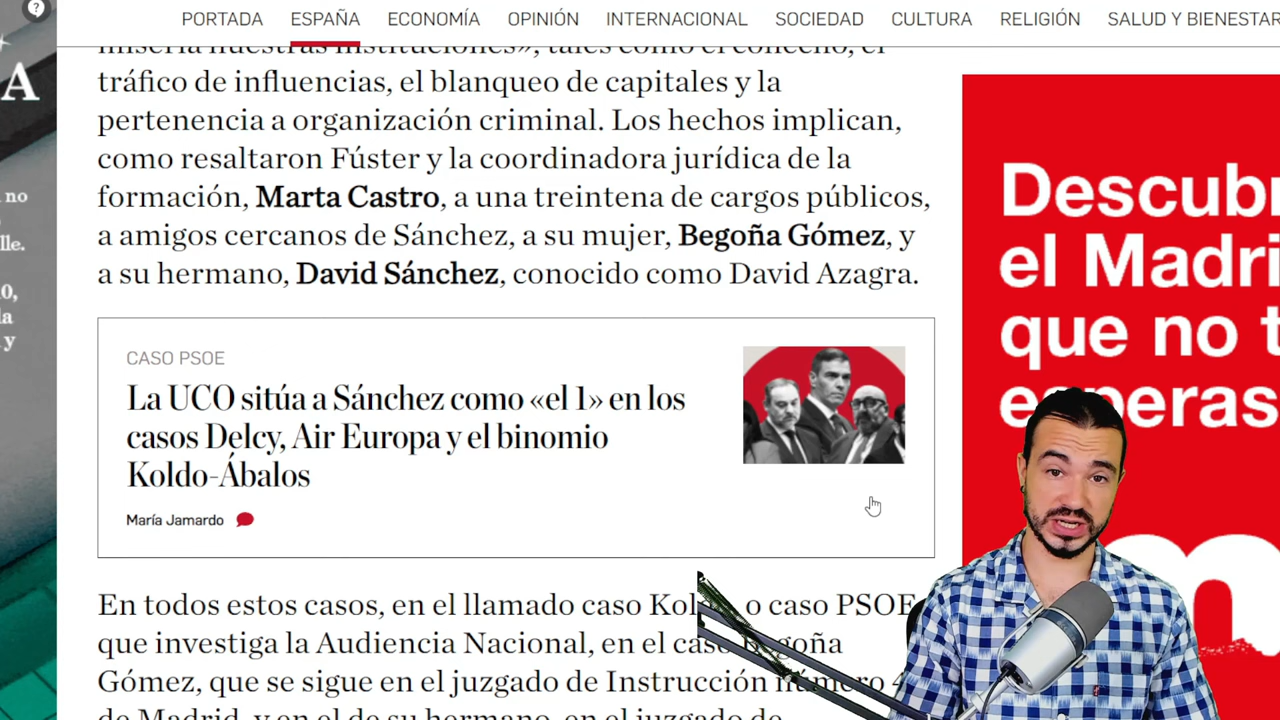 PORTADA ESPAÑA ECONOMÍA OPINIÓN INTERNACIONAL SOCIEDAD CULTURA RELIGIÓN SALUD Y BIENESTAR
miseria nuestras instituciones», tales como el cohecho, el
tráfico de influencias, el blanqueo de capitales y la
pertenencia a organización criminal. Los hechos implican,
como resaltaron Fúster y la coordinadora jurídica de la
formación, Marta Castro, a una treintena de cargos públicos,
a amigos cercanos de Sánchez, a su mujer, Begoña Gómez, y
a su hermano, David Sánchez, conocido como David Azagra.
CASO PSOE
La UCO sitúa a Sánchez como «el 1» en los
casos Delcy, Air Europa y el binomio
Koldo-Ábalos
María Jamardo
En todos estos casos, en el llamado caso Koldo o caso PSOE
que investiga la Audiencia Nacional, en el caso Begoña
Gómez, que se sigue en el juzgado de Instrucción número 4
de Madrid, y en el de su hermano, en el juzgado de
Descubr
el Madri
que no t
esperas
?
A
no
lle.
la
y